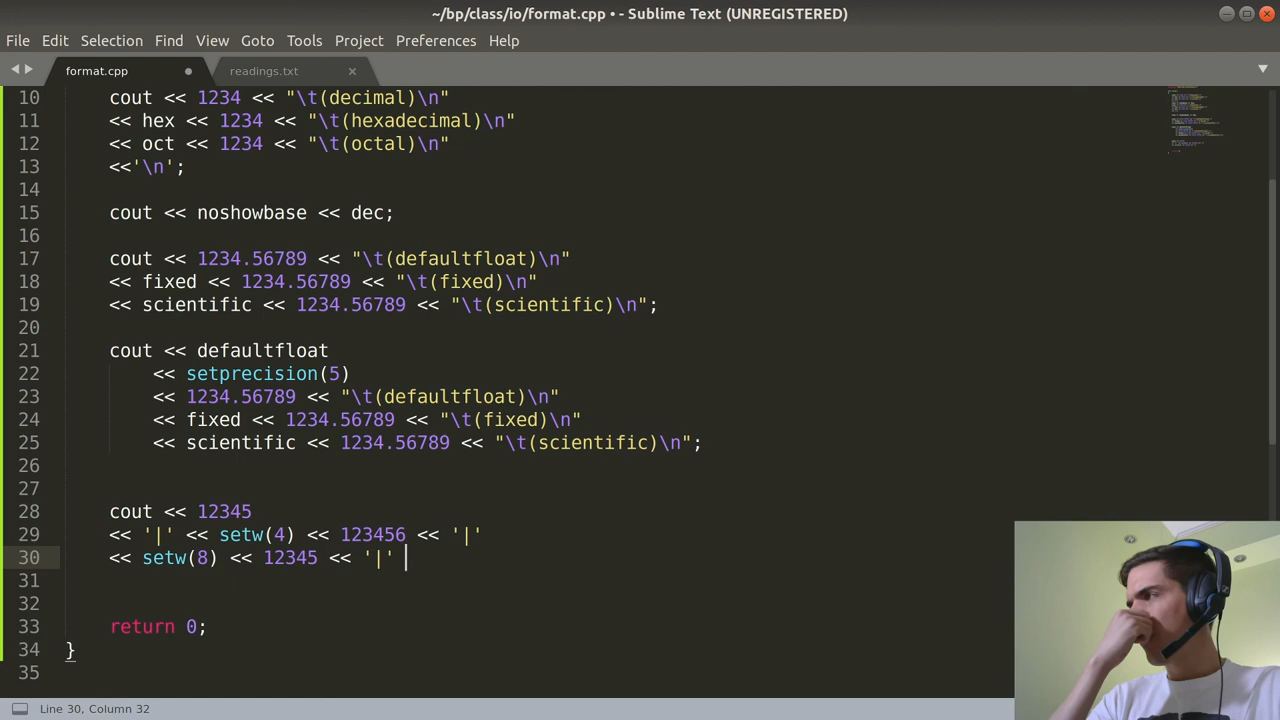 ~/bp/class/io/format.cpp • - Sublime Text (UNREGISTERED)
File Edit Selection Find View Goto Tools Project Preferences Help
format.cpp readings.txt
10 cout << 1234 << "\t(decimal)\n"
11 << hex << 1234 << "\t(hexadecimal)\n"
12 << oct << 1234 << "\t(octal)\n"
13 <<'\n';
14
15 cout << noshowbase << dec;
16
17 cout << 1234.56789 << "\t(defaultfloat)\n"
18 << fixed << 1234.56789 << "\t(fixed)\n"
19 << scientific << 1234.56789 << "\t(scientific)\n";
20
21 cout << defaultfloat
22 << setprecision(5)
23 << 1234.56789 << "\t(defaultfloat)\n"
24 << fixed << 1234.56789 << "\t(fixed)\n"
25 << scientific << 1234.56789 << "\t(scientific)\n";
26
27
28 cout << 12345
29 << '|' << setw(4) << 123456 << '|'
30 << setw(8) << 12345 << '|'
31
32
33 return 0;
34 }
35
Line 30, Column 32